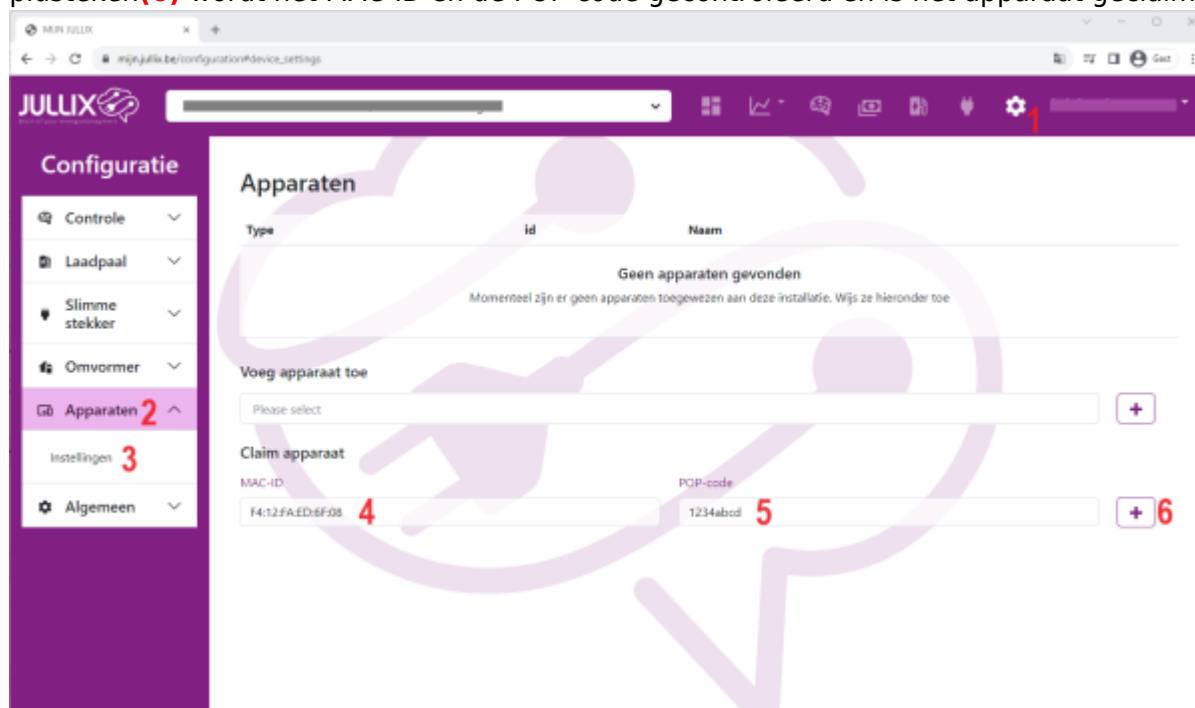 plusteken(6) wordt het MAC-ID en de POP-code gecontroleerd en is het apparaat geclaimd
MIJN JULLIX
mijn.jullix.be/configuration#device_settings
Gast
JULLIX
1
Configuratie
Controle
Laadpaal
Slimme
stekker
Omvormer
Apparaten 2
Instellingen 3
Algemeen
Apparaten
Type id Naam
Geen apparaten gevonden
Momenteel zijn er geen apparaten toegewezen aan deze installatie. Wijs ze hieronder toe
Voeg apparaat toe
Please select +
Claim apparaat
MAC-ID POP-code
F4:12:FA:ED:6F:08 4 1234abcd 5 + 6